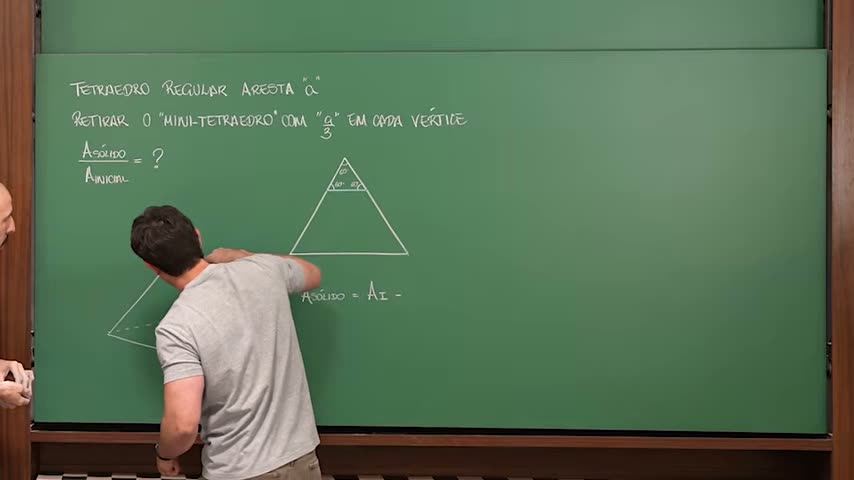 TETRAEDRO REGULAR ARESTA "a"
RETIRAR O "MINI-TETRAEDRO" COM "a/3" EM CADA VÉRTICE
ASÓLIDO/AINICIAL = ?
60°
60° 60°
ASÓLIDO = AI -